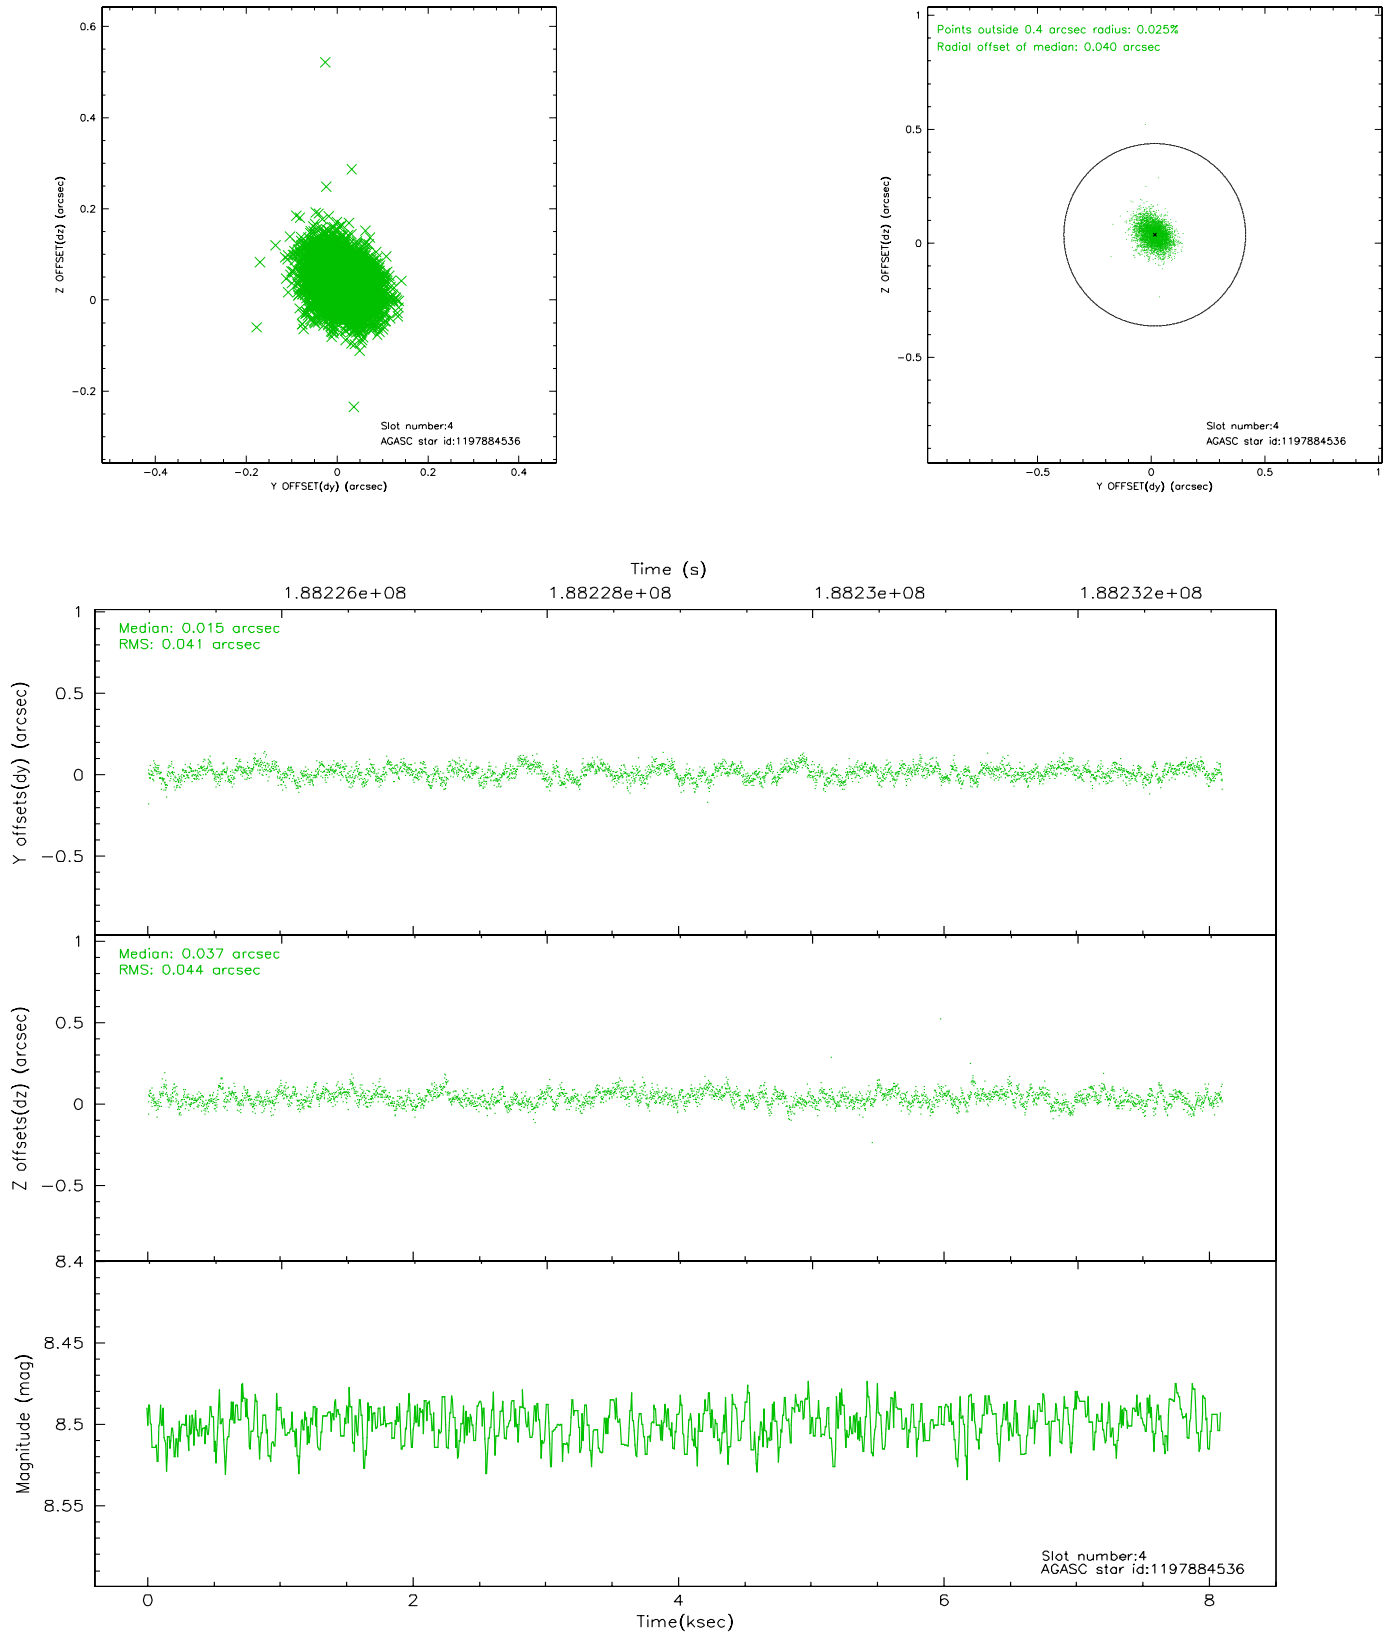 0.6
0.4
0.2
0
−0.2
Z OFFSET(dz) (arcsec)
Slot number:4
AGASC star id:1197884536
−0.4 −0.2 0 0.2 0.4
Y OFFSET(dy) (arcsec)
Points outside 0.4 arcsec radius: 0.025%
Radial offset of median: 0.040 arcsec
1
0.5
0
−0.5
Z OFFSET(dz) (arcsec)
Slot number:4
AGASC star id:1197884536
−0.5 0 0.5 1
Y OFFSET(dy) (arcsec)
Time (s)
1.88226e+08 1.88228e+08 1.8823e+08 1.88232e+08
Median: 0.015 arcsec
RMS: 0.041 arcsec
1
0.5
0
−0.5
Y offsets(dy) (arcsec)
Median: 0.037 arcsec
RMS: 0.044 arcsec
1
0.5
0
−0.5
Z offsets(dz) (arcsec)
8.4
8.45
8.5
8.55
Magnitude (mag)
Slot number:4
AGASC star id:1197884536
0 2 4 6 8
Time(ksec)